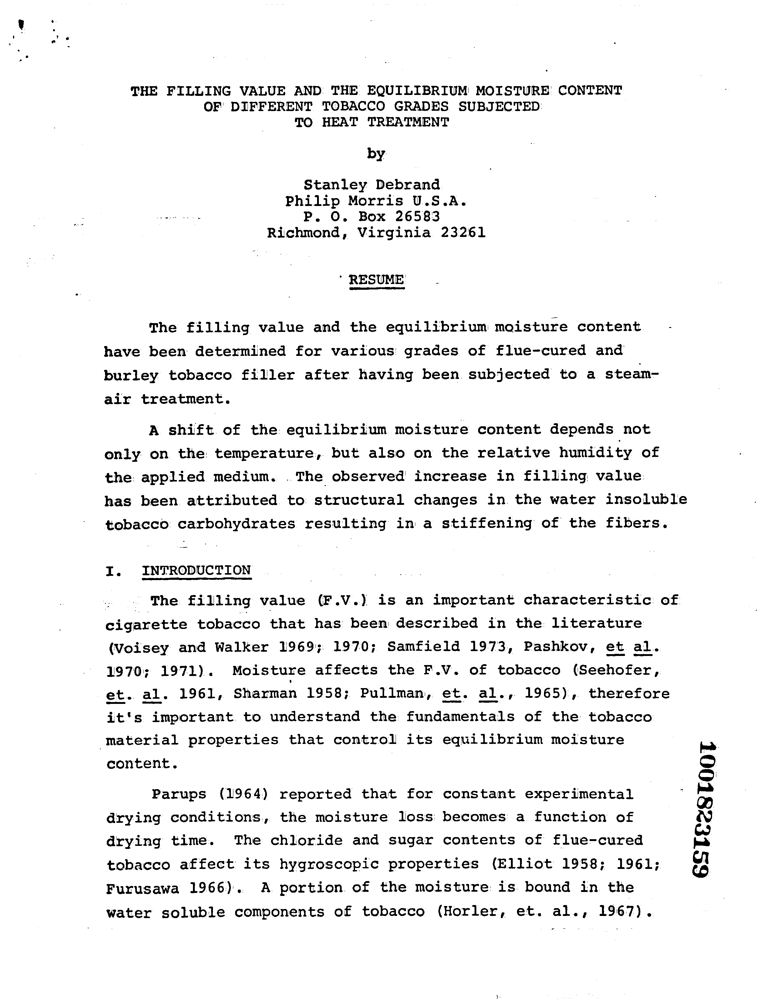 THE FILLING VALUE AND THE EQUILIBRIUM MOISTURE CONTENT
OF DIFFERENT TOBACCO GRADES SUBJECTED
TO HEAT TREATMENT
by
Stanley Debrand
Philip Morris U.S.A.
P. O. Box 26583
Richmond, Virginia 23261
RESUME
The filling value and the equilibrium moisture content
have been determined for various grades of flue-cured and
burley tobacco filler after having been subjected to a steam-
air treatment.
A shift of the equilibrium moisture content depends not
only on the temperature, but also on the relative humidity of
the applied medium. The observed increase in filling value
has been attributed to structural changes in the water insoluble
tobacco carbohydrates resulting in a stiffening of the fibers.
I. INTRODUCTION
The filling value (F.V.) is an important characteristic of
cigarette tobacco that has been described in the literature
(Voisey and Walker 1969; 1970; Samfield 1973, Pashkov, et al.
1970; 1971). Moisture affects the F.V. of tobacco (Seehofer,
et. al. 1961, Sharman 1958; Pullman, et. al., 1965), therefore
it's important to understand the fundamentals of the tobacco
material properties that control its equilibrium moisture
content.
Parups (1964) reported that for constant experimental
drying conditions, the moisture loss becomes a function of
drying time. The chloride and sugar contents of flue-cured
tobacco affect its hygroscopic properties (Elliot 1958; 1961;
Furusawa 1966). A portion of the moisture is bound in the
water soluble components of tobacco (Horler, et. al., 1967).
1001823159